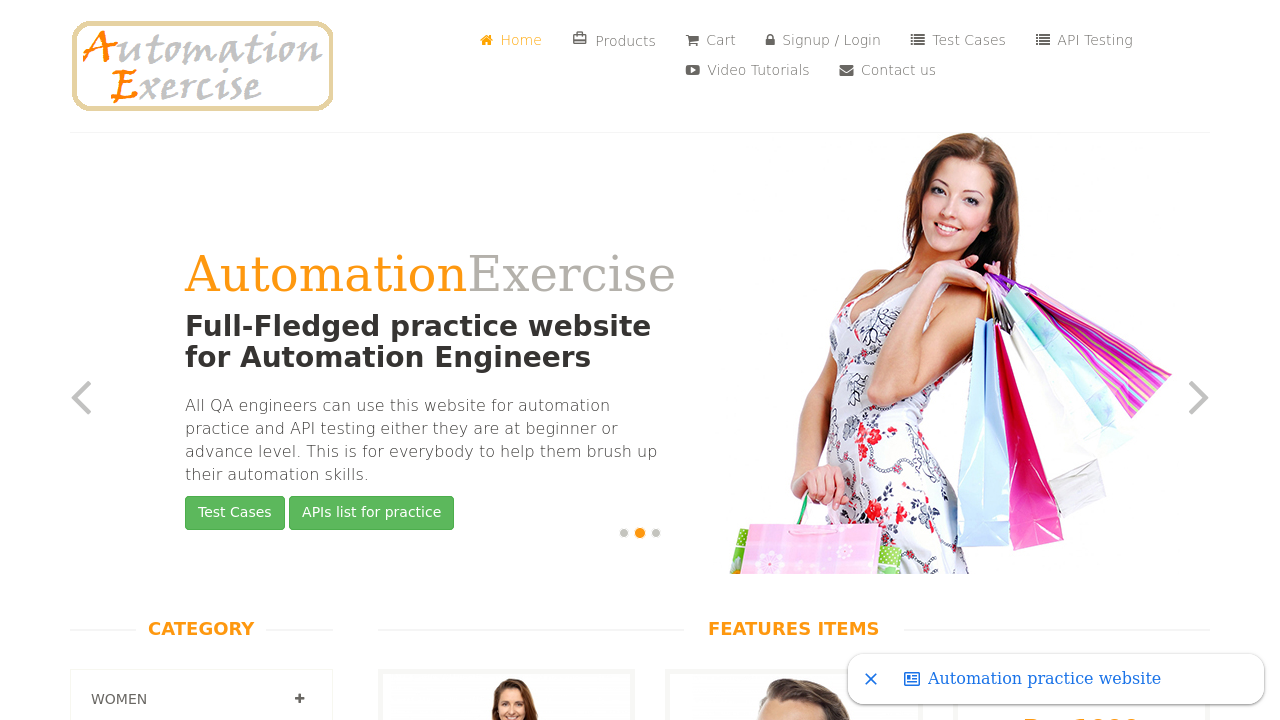 Automation
Exercise
Home
Products
Cart
Signup / Login
Test Cases
API Testing
Video Tutorials
Contact us
AutomationExercise
Full-Fledged practice website
for Automation Engineers
All QA engineers can use this website for automation
practice and API testing either they are at beginner or
advance level. This is for everybody to help them brush up
their automation skills.
Test Cases
APIs list for practice
CATEGORY
FEATURES ITEMS
WOMEN
Automation practice website